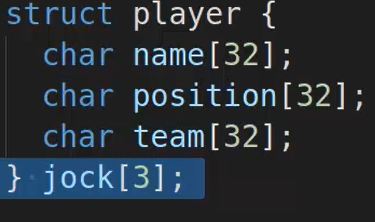 struct player {
  char name[32];
  char position[32];
  char team[32];
} jock[3];